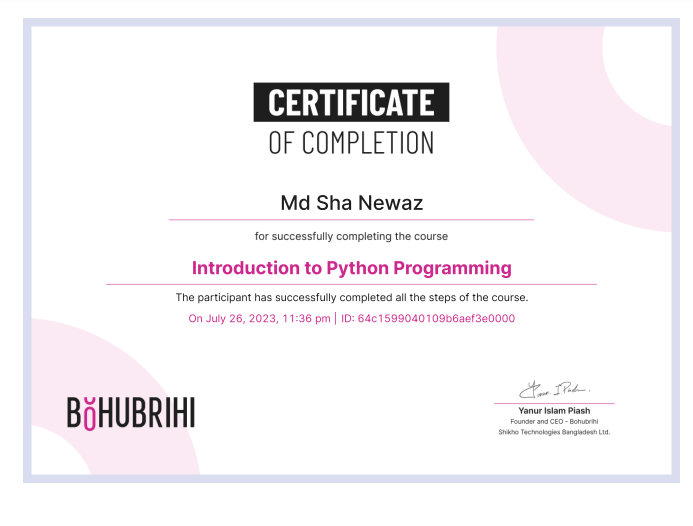 CERTIFICATE
OF COMPLETION
Md Sha Newaz
for successfully completing the course
Introduction to Python Programming
The participant has successfully completed all the steps of the course.
On July 26, 2023, 11:36 pm | ID: 64c1599040109b6aef3e0000
BOHUBRIHI
Yanur Islam Piash
Founder and CEO - Bohubrihi
Shikho Technologies Bangladesh Ltd.